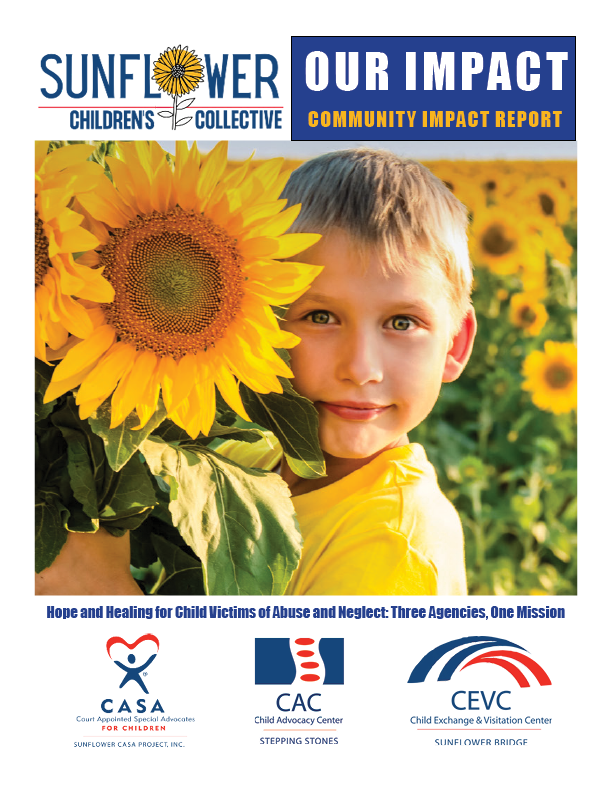 SUNFLOWER
CHILDREN'S COLLECTIVE
OUR IMPACT
COMMUNITY IMPACT REPORT
Hope and Healing for Child Victims of Abuse and Neglect: Three Agencies, One Mission
®
CASA
Court Appointed Special Advocates
FOR CHILDREN
SUNFLOWER CASA PROJECT, INC.
CAC
Child Advocacy Center
STEPPING STONES
CEVC
Child Exchange & Visitation Center
SUNFLOWER BRIDGE